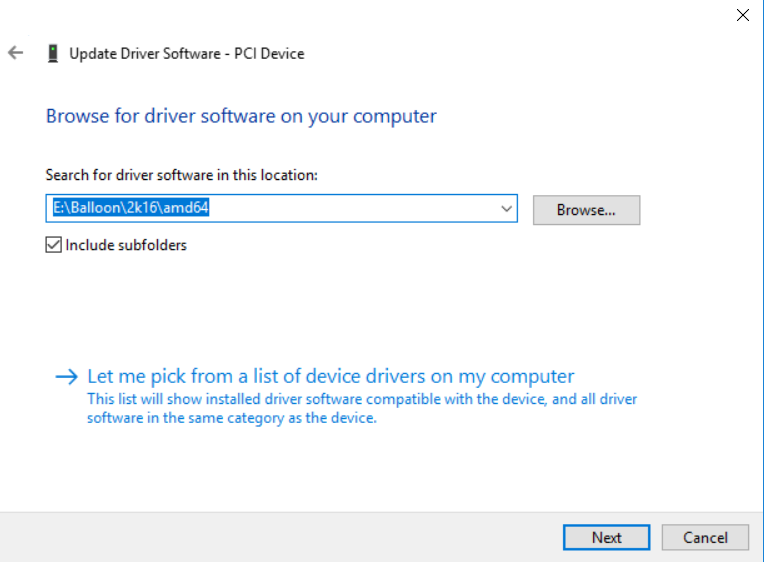 Update Driver Software - PCI Device
Browse for driver software on your computer
Search for driver software in this location:
E:\Balloon\2k16\amd64
Browse...
Include subfolders
Let me pick from a list of device drivers on my computer
This list will show installed driver software compatible with the device, and all driver
software in the same category as the device.
Next
Cancel